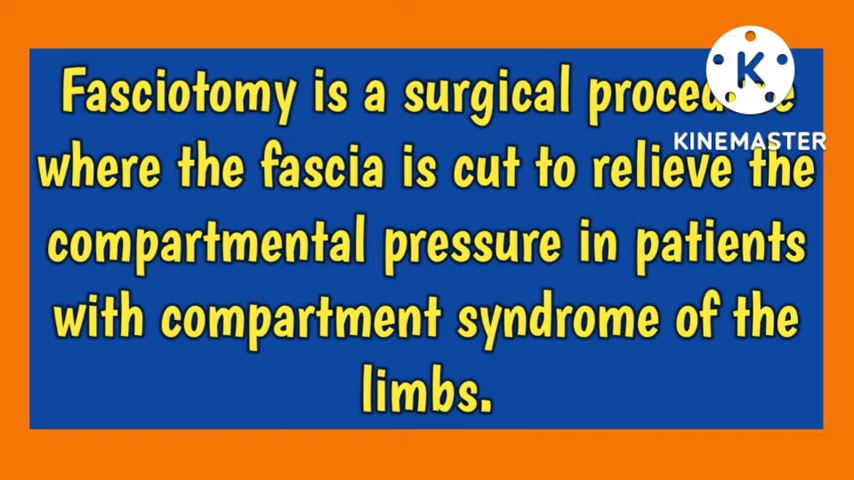 Fasciotomy is a surgical procedure
where the fascia is cut to relieve the
compartmental pressure in patients
with compartment syndrome of the
limbs.
K
KINEMASTER